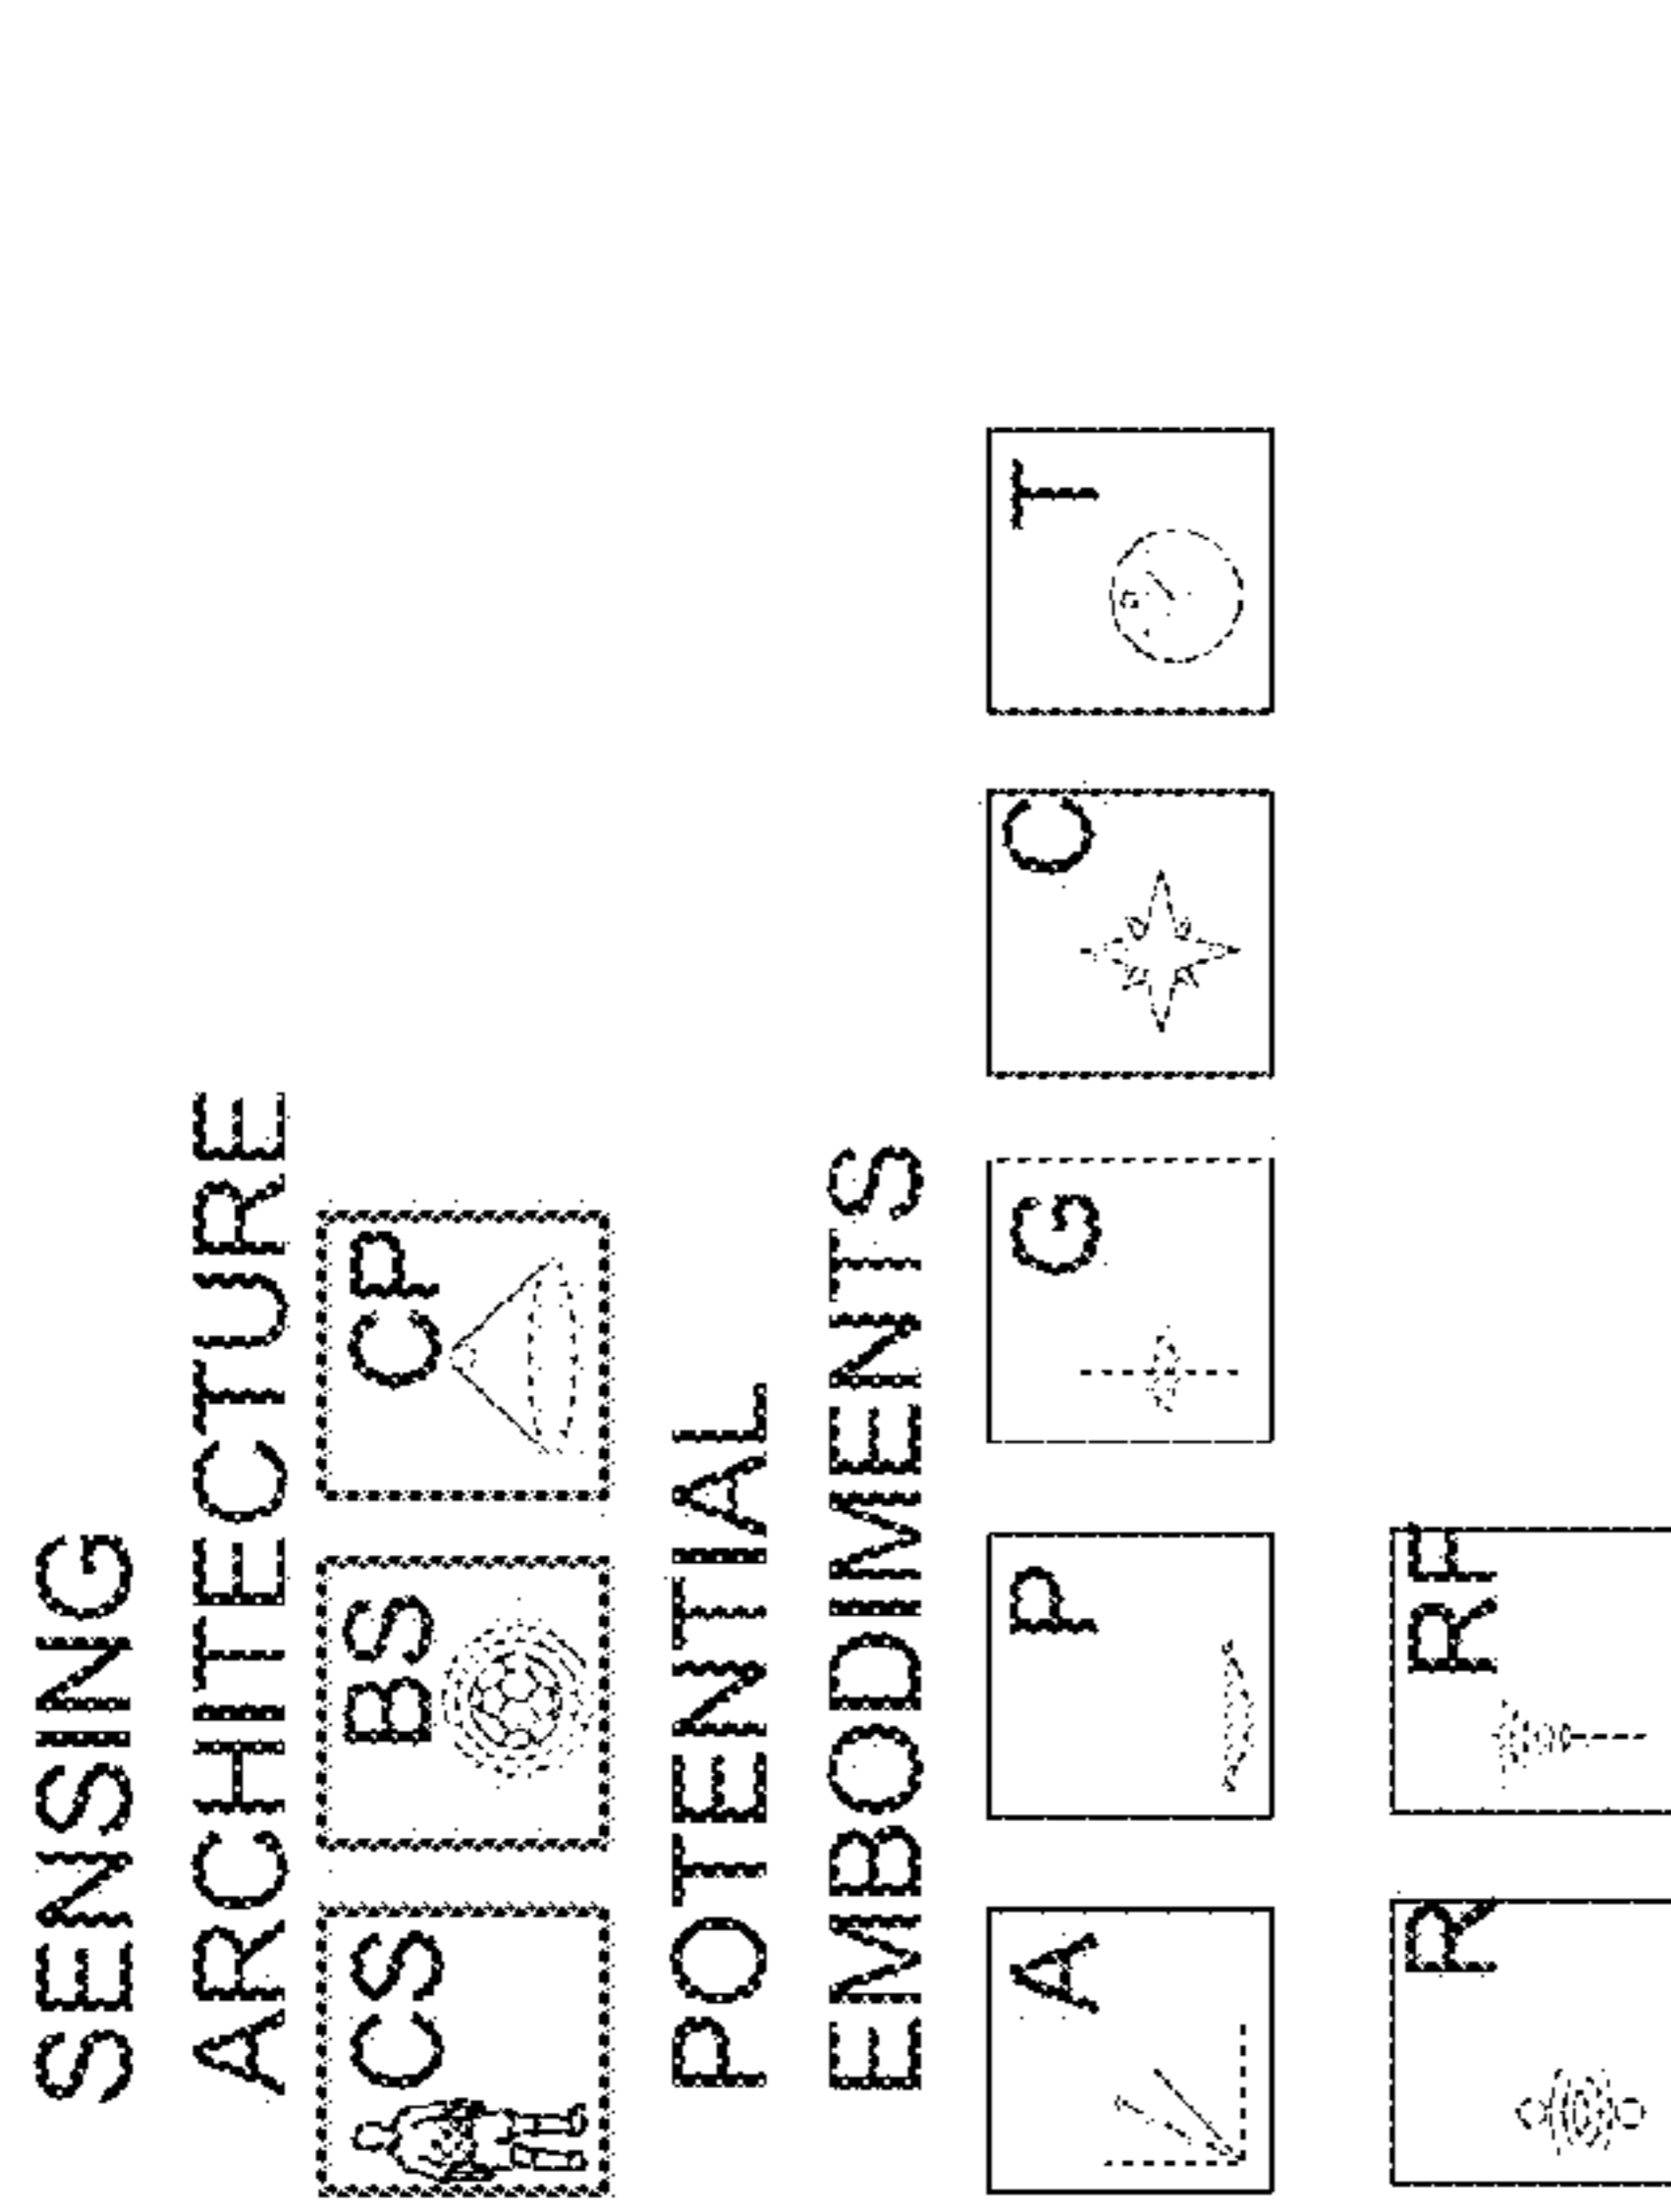 SENSING
ARCHITECTURE
CS BS CP
POTENTIAL
EMBODIMENTS
A P G C T
R RF